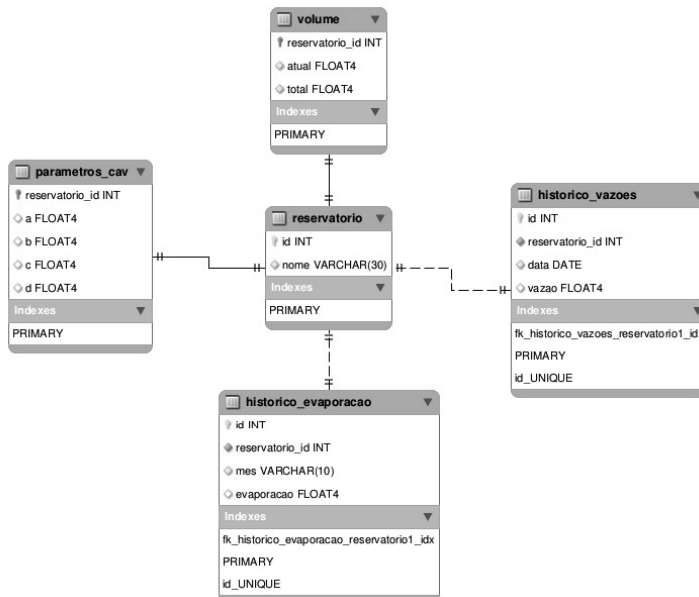 volume
reservatorio_id INT
atual FLOAT4
total FLOAT4
Indexes
PRIMARY
parametros_cav
reservatorio_id INT
a FLOAT4
b FLOAT4
c FLOAT4
d FLOAT4
Indexes
PRIMARY
reservatorio
id INT
nome VARCHAR(30)
Indexes
PRIMARY
historico_vazoes
id INT
reservatorio_id INT
data DATE
vazao FLOAT4
Indexes
fk_historico_vazoes_reservatorio1_id
PRIMARY
id_UNIQUE
historico_evaporacao
id INT
reservatorio_id INT
mes VARCHAR(10)
evaporacao FLOAT4
Indexes
fk_historico_evaporacao_reservatorio1_idx
PRIMARY
id_UNIQUE